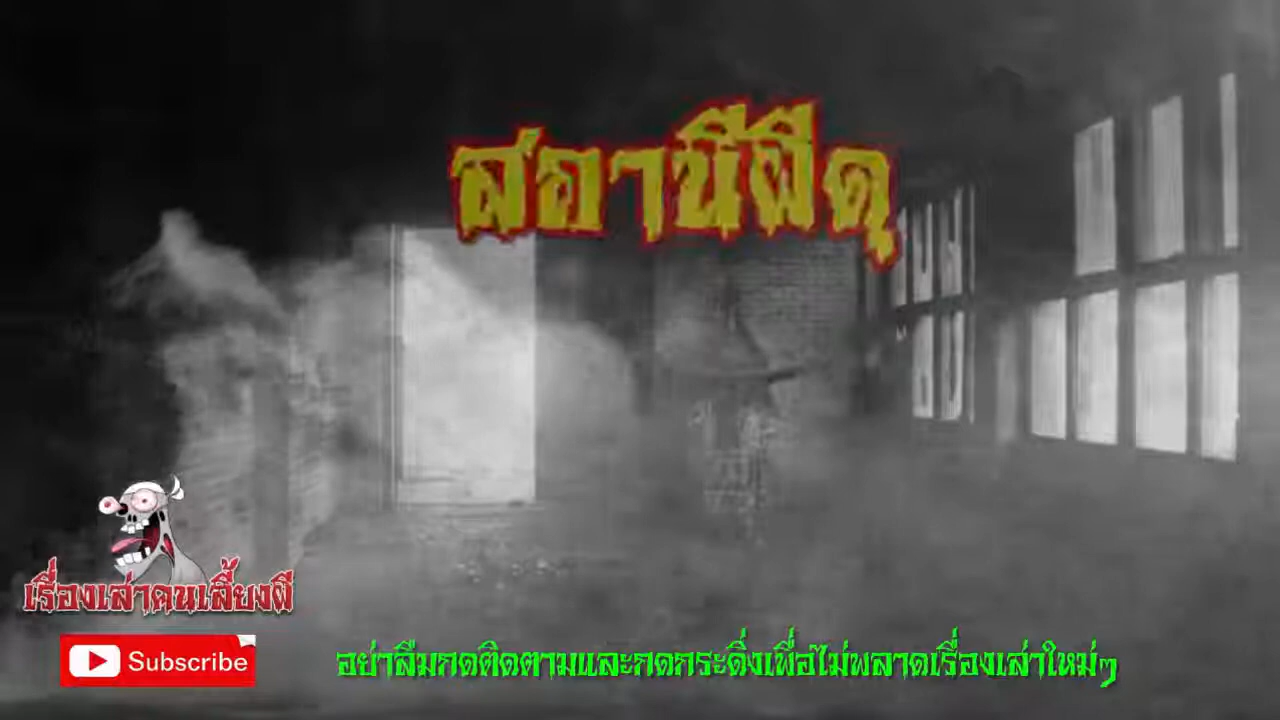 สถานีผีดุ
เรื่องเล่าคนเลี้ยงผี
Subscribe
อย่าลืมกดติดตามและกดกระดิ่งเพื่อไม่พลาดเรื่องเล่าใหม่ๆ